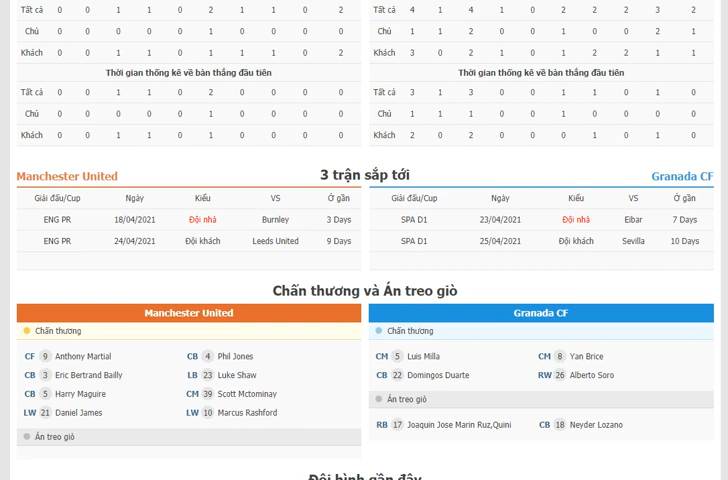 Tất cả 0 0 1 1 0 2 1 1 0 2
Tất cả 4 1 4 1 0 2 2 2 3 2
Chủ 0 0 0 0 0 1 0 0 0 0
Chủ 1 1 2 0 0 1 0 0 2 1
Khách 0 0 1 1 0 1 1 1 0 2
Khách 3 0 2 1 0 1 2 2 1 1
Thời gian thống kê về bàn thắng đầu tiên
Thời gian thống kê về bàn thắng đầu tiên
Tất cả 0 0 1 1 0 2 0 0 0 0
Tất cả 3 1 3 0 0 1 1 0 1 0
Chủ 0 0 0 0 0 1 0 0 0 0
Chủ 1 1 1 0 0 1 0 0 0 0
Khách 0 0 1 1 0 1 0 0 0 0
Khách 2 0 2 0 0 0 1 0 1 0
Manchester United 3 trận sắp tới Granada CF
Giải đấu/Cup Ngày Kiểu VS Ở gần
Giải đấu/Cup Ngày Kiểu VS Ở gần
ENG PR 18/04/2021 Đội nhà Burnley 3 Days
SPA D1 23/04/2021 Đội nhà Eibar 7 Days
ENG PR 24/04/2021 Đội khách Leeds United 9 Days
SPA D1 25/04/2021 Đội khách Sevilla 10 Days
Chấn thương và Án treo giò
Manchester United
Granada CF
Chấn thương
Chấn thương
CF 9 Anthony Martial CB 4 Phil Jones
CM 5 Luis Milla CM 8 Yan Brice
CB 3 Eric Bertrand Bailly LB 23 Luke Shaw
CB 22 Domingos Duarte RW 26 Alberto Soro
CB 5 Harry Maguire CM 39 Scott Mctominay
Án treo giò
LW 21 Daniel James LW 10 Marcus Rashford
RB 17 Joaquin Jose Marin Ruz,Quini CB 18 Neyder Lozano
Án treo giò
Đội hình gần đây